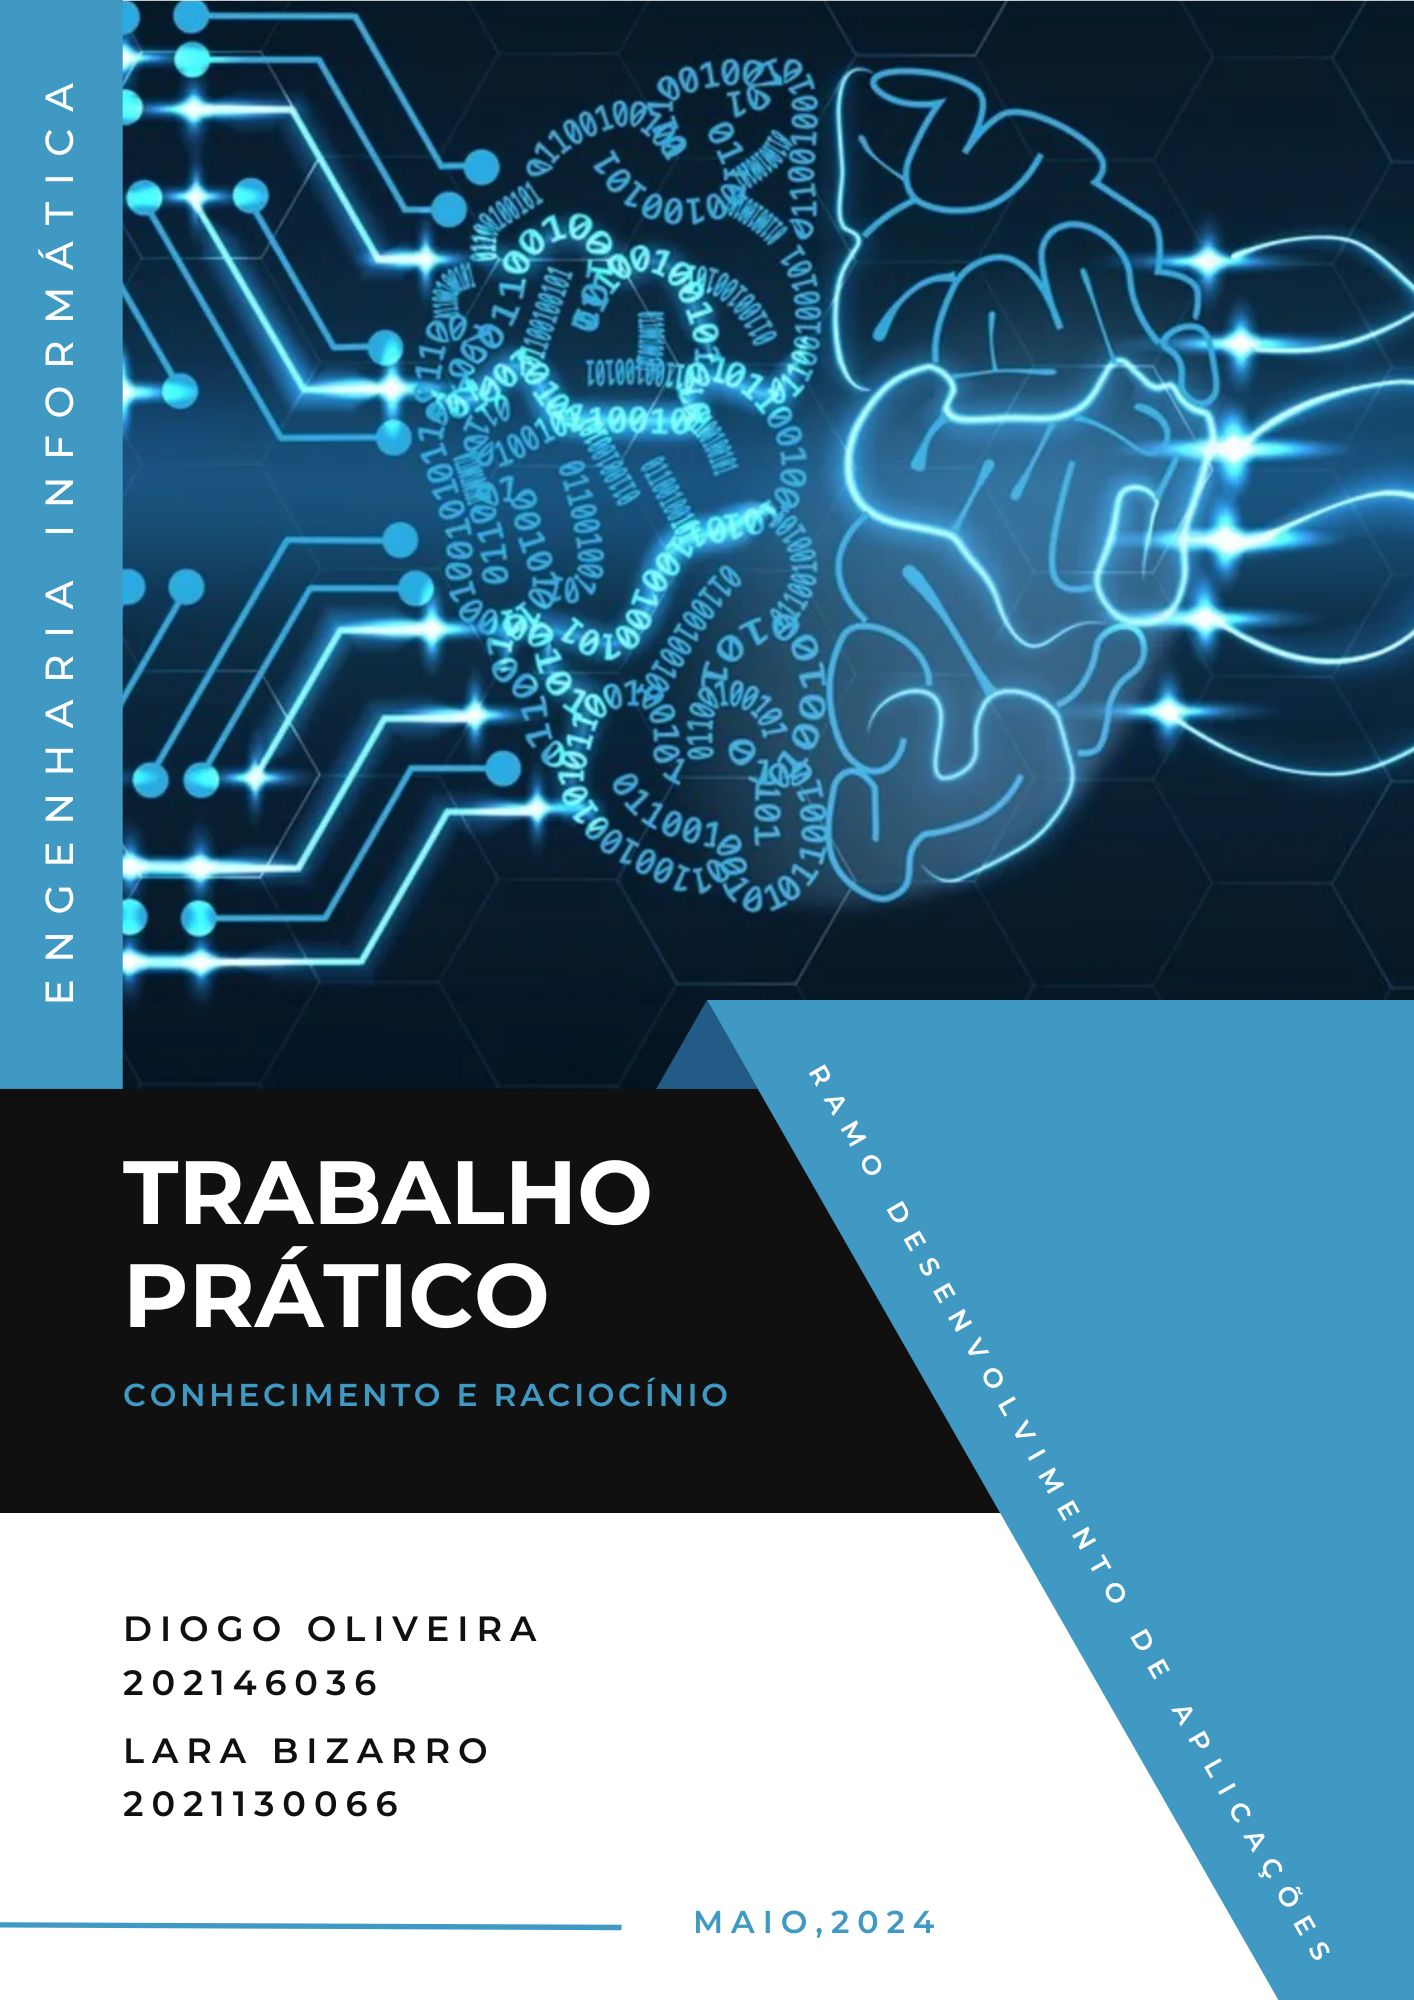 ENGENHARIA INFORMÁTICA
RAMO DESENVOLVIMENTO DE APLICAÇÕES
TRABALHO
PRÁTICO
CONHECIMENTO E RACIOCÍNIO
DIOGO OLIVEIRA
202146036
LARA BIZARRO
2021130066
MAIO,2024